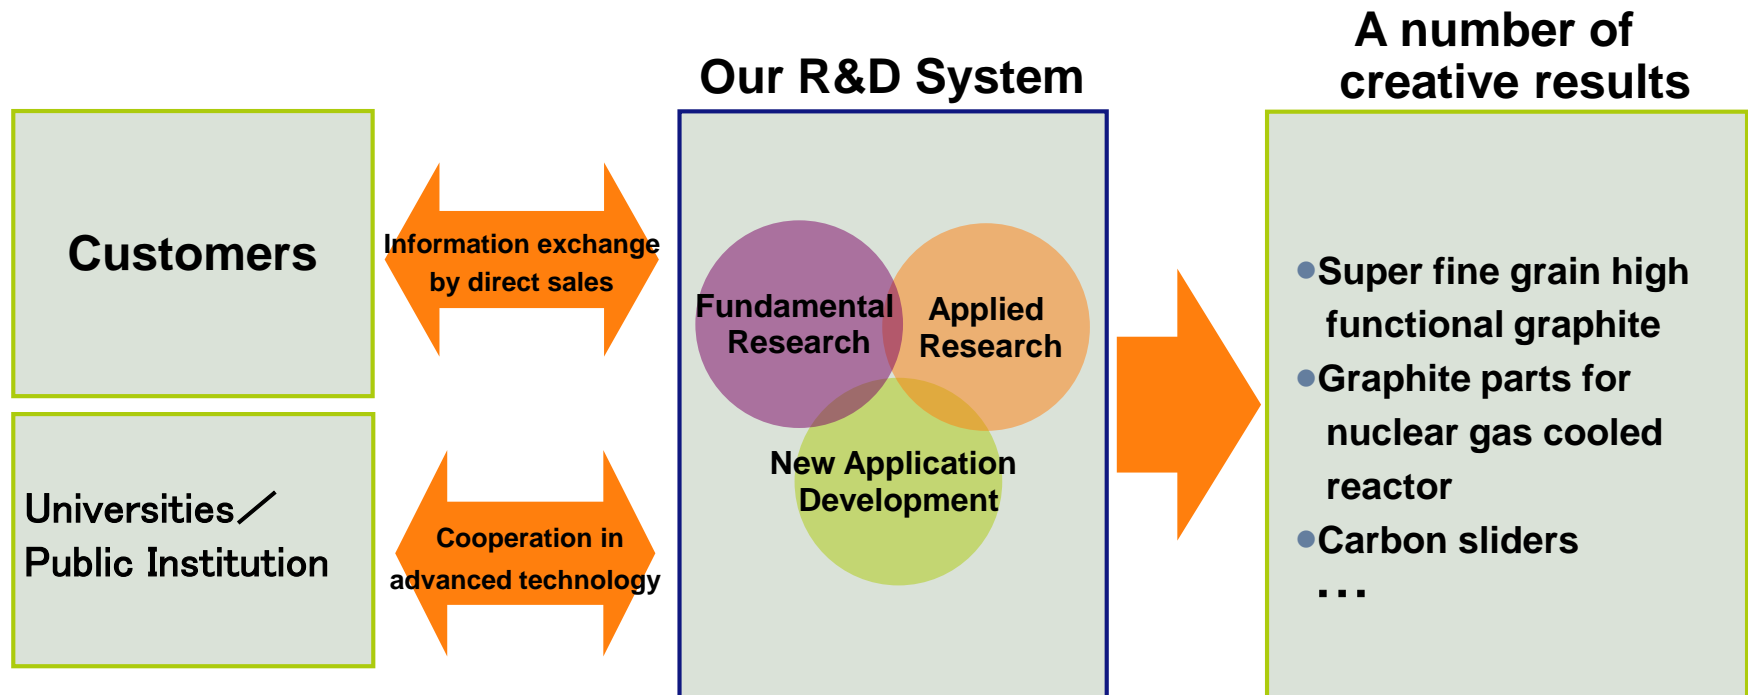 Our R&D System
A number of
creative results
Customers
Information exchange
by direct sales
Universities／
Public Institution
Cooperation in
advanced technology
Fundamental
Research
Applied
Research
New Application
Development
●Super fine grain high
functional graphite
●Graphite parts for
nuclear gas cooled
reactor
●Carbon sliders
…